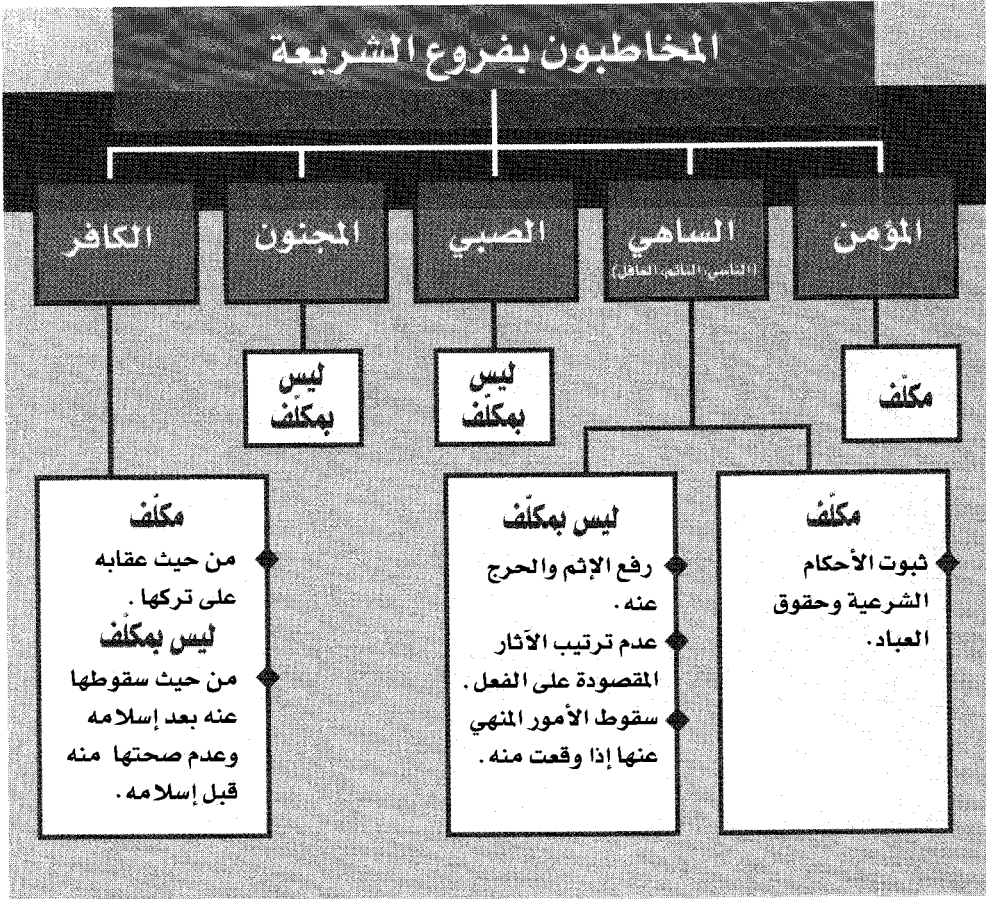 المخاطبون بفروع الشريعة
المؤمن
الساهي
(الناسي، النائم، الغافل)
الصبي
المجنون
الكافر
مكلّف
ليس
بمكلّف
ليس
بمكلّف
مكلّف
ثبوت الأحكام
الشرعية وحقوق
العباد.
ليس بمكلّف
رفع الإثم والحرج
عنه.
عدم ترتيب الآثار
المقصودة على الفعل.
سقوط الأمور المنهي
عنها إذا وقعت منه.
مكلّف
من حيث عقابه
على تركها.
ليس بمكلّف
من حيث سقوطها
عنه بعد إسلامه
وعدم صحتها منه
قبل إسلامه.